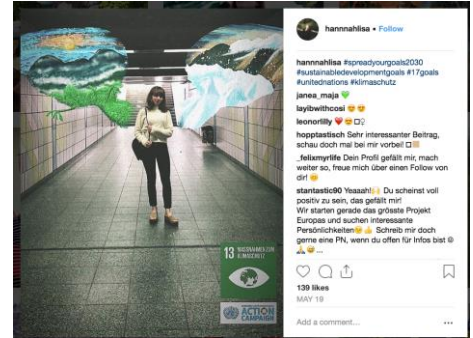 hannnahlisa • Follow
hannnahlisa #spreadyourgoals2030
#sustainabledevelopmentgoals #17goals
#unitednations #klimaschutz
janea_maja 💚
layibwithcosi 😍 😍
leonorlilly
hopptastisch Sehr interessanter Beitrag,
schau doch mal bei mir vorbei!
_felixmyrlife Dein Profil gefällt mir, mach
weiter so, freue mich über einen Follow von
dir!
stantastic90 Yeaaah! Du scheinst voll
positiv zu sein, das gefällt mir!
Wir starten gerade das grösste Projekt
Europas und suchen interessante
Persönlichkeiten Schreib mir doch
gerne eine PN, wenn du offen für Infos bist
...
139 likes
MAY 19
Add a comment...
13 MASSNAHMEN ZUM
KLIMASCHUTZ
ACTION
CAMPAIGN